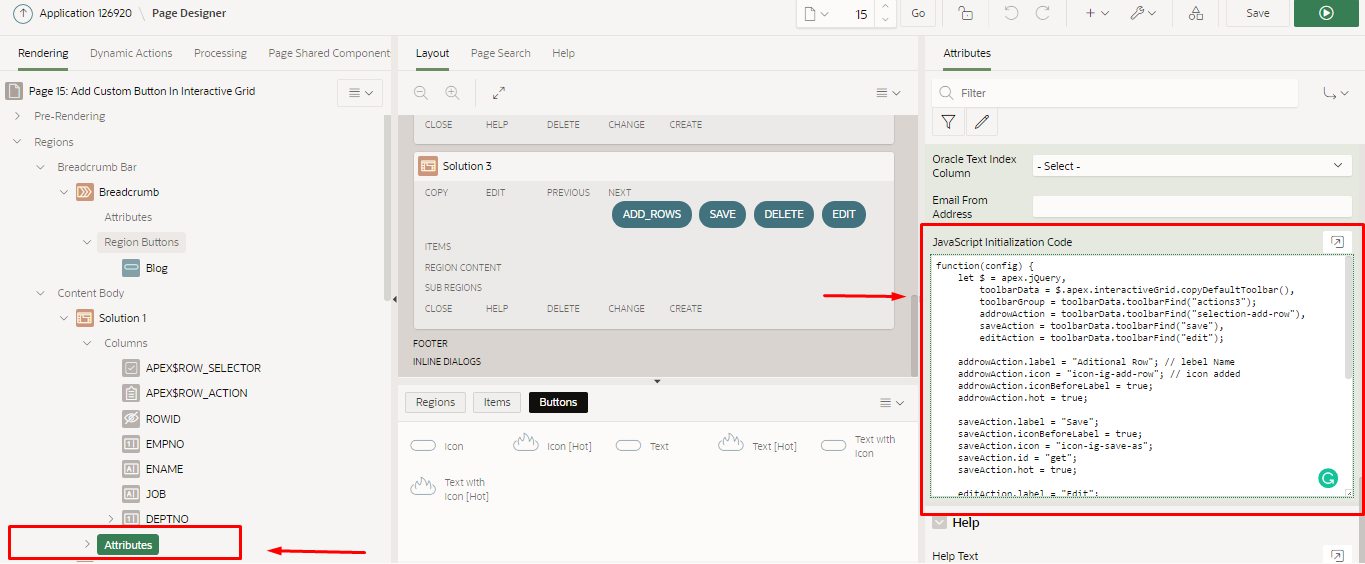 Application 126920 \ Page Designer
15
Go
Save
Rendering Dynamic Actions Processing Page Shared Component
Page 15: Add Custom Button In Interactive Grid
Pre-Rendering
Regions
Breadcrumb Bar
Breadcrumb
Attributes
Region Buttons
Blog
Content Body
Solution 1
Columns
APEX$ROW_SELECTOR
APEX$ROW_ACTION
ROWID
EMPNO
ENAME
JOB
DEPTNO
Attributes
Layout Page Search Help
CLOSE HELP DELETE CHANGE CREATE
Solution 3
COPY EDIT PREVIOUS NEXT
ADD_ROWS SAVE DELETE EDIT
ITEMS
REGION CONTENT
SUB REGIONS
CLOSE HELP DELETE CHANGE CREATE
FOOTER
INLINE DIALOGS
Regions Items Buttons
Icon
Icon [Hot]
Text
Text [Hot]
Text with
Icon
Text with
Icon [Hot]
Attributes
Filter
Oracle Text Index
Column
- Select -
Email From
Address
JavaScript Initialization Code
function(config) {
let $ = apex.jQuery,
toolbarData = $.apex.interactiveGrid.copyDefaultToolbar(),
toolbarGroup = toolbarData.toolbarFind("actions3");
addrowAction = toolbarData.toolbarFind("selection-add-row"),
saveAction = toolbarData.toolbarFind("save"),
editAction = toolbarData.toolbarFind("edit");
addrowAction.label = "Aditional Row"; // lebel Name
addrowAction.icon = "icon-ig-add-row"; // icon added
addrowAction.iconBeforeLabel = true;
addrowAction.hot = true;
saveAction.label = "Save";
saveAction.iconBeforeLabel = true;
saveAction.icon = "icon-ig-save-as";
saveAction.id = "get";
saveAction.hot = true;
editAction.label = "Edit";
Help
Help Text